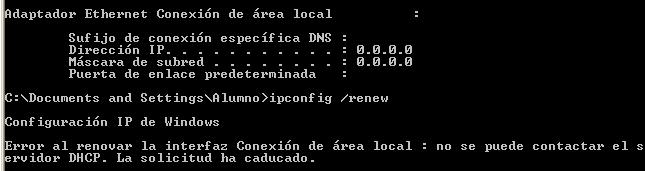 Adaptador Ethernet Conexión de área local :
Sufijo de conexión específica DNS :
Dirección IP. . . . . . . . . . . : 0.0.0.0
Máscara de subred . . . . . . . . : 0.0.0.0
Puerta de enlace predeterminada :
C:\Documents and Settings\Alumno>ipconfig /renew
Configuración IP de Windows
Error al renovar la interfaz Conexión de área local : no se puede contactar el s
ervidor DHCP. La solicitud ha caducado.